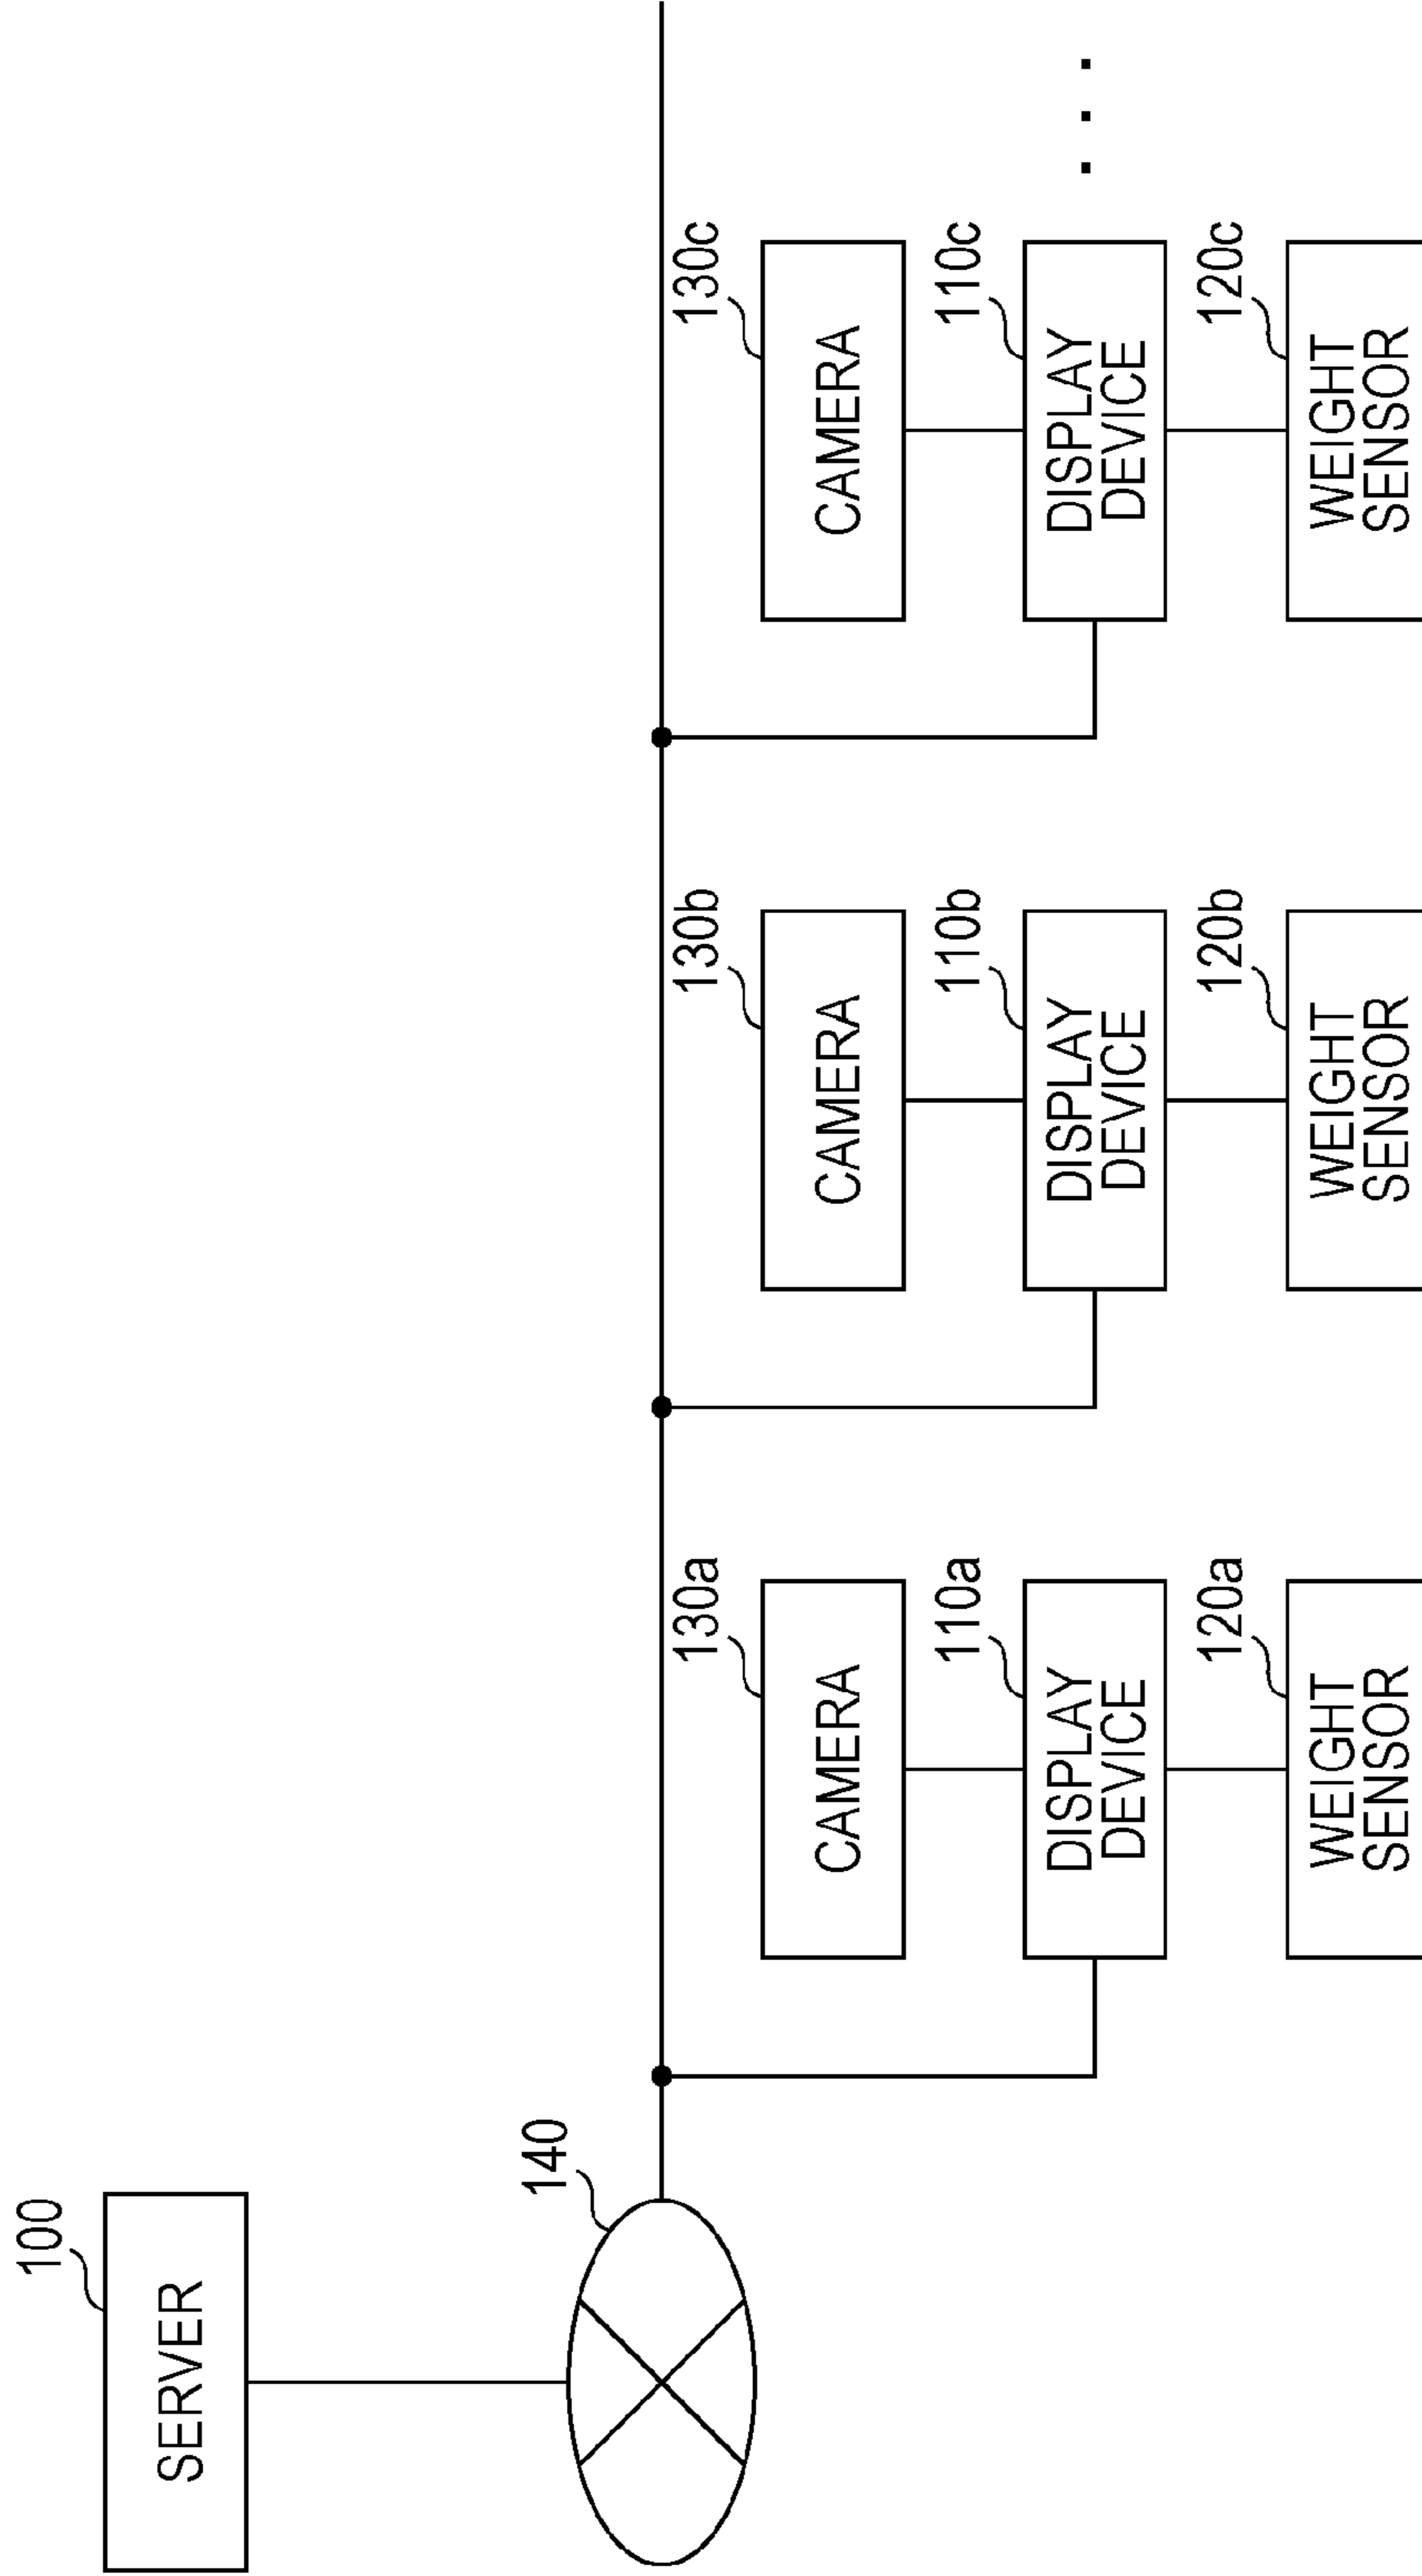 100
SERVER
140
130a
CAMERA
110a
DISPLAY
DEVICE
120a
WEIGHT
SENSOR
130b
CAMERA
110b
DISPLAY
DEVICE
120b
WEIGHT
SENSOR
130c
CAMERA
110c
DISPLAY
DEVICE
120c
WEIGHT
SENSOR
. . .